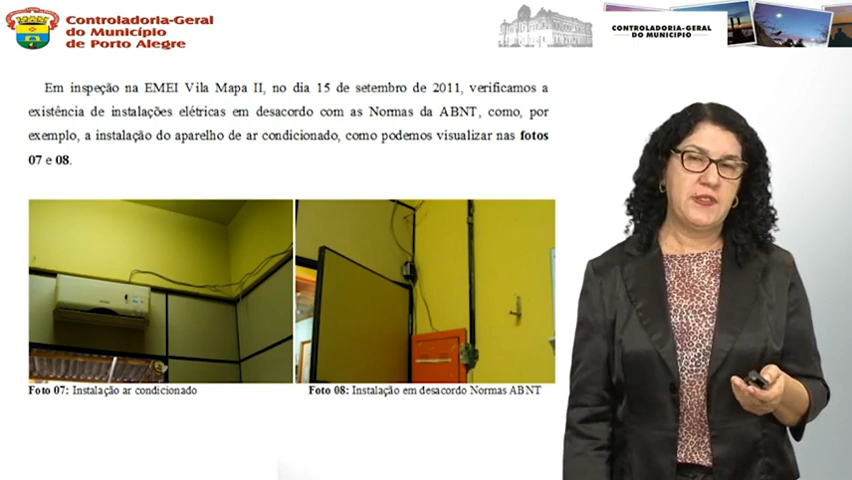 Controladoria-Geral
do Município
de Porto Alegre
CONTROLADORIA-GERAL
DO MUNICÍPIO
Em inspeção na EMEI Vila Mapa II, no dia 15 de setembro de 2011, verificamos a
existência de instalações elétricas em desacordo com as Normas da ABNT, como, por
exemplo, a instalação do aparelho de ar condicionado, como podemos visualizar nas fotos
07 e 08.
Foto 07: Instalação ar condicionado
Foto 08: Instalação em desacordo Normas ABNT